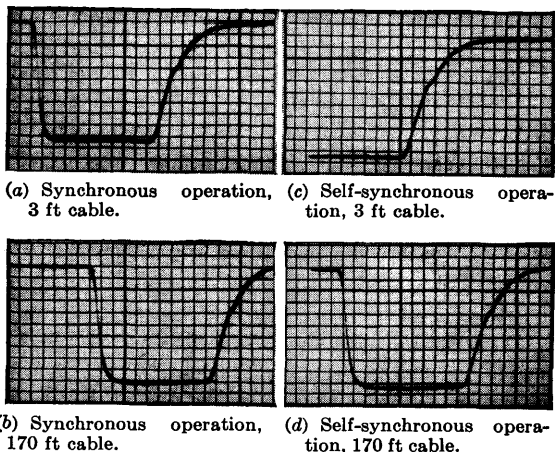 (a) Synchronous operation,
3 ft cable.
(c) Self-synchronous opera-
tion, 3 ft cable.
(b) Synchronous operation,
170 ft cable.
(d) Self-synchronous opera-
tion, 170 ft cable.